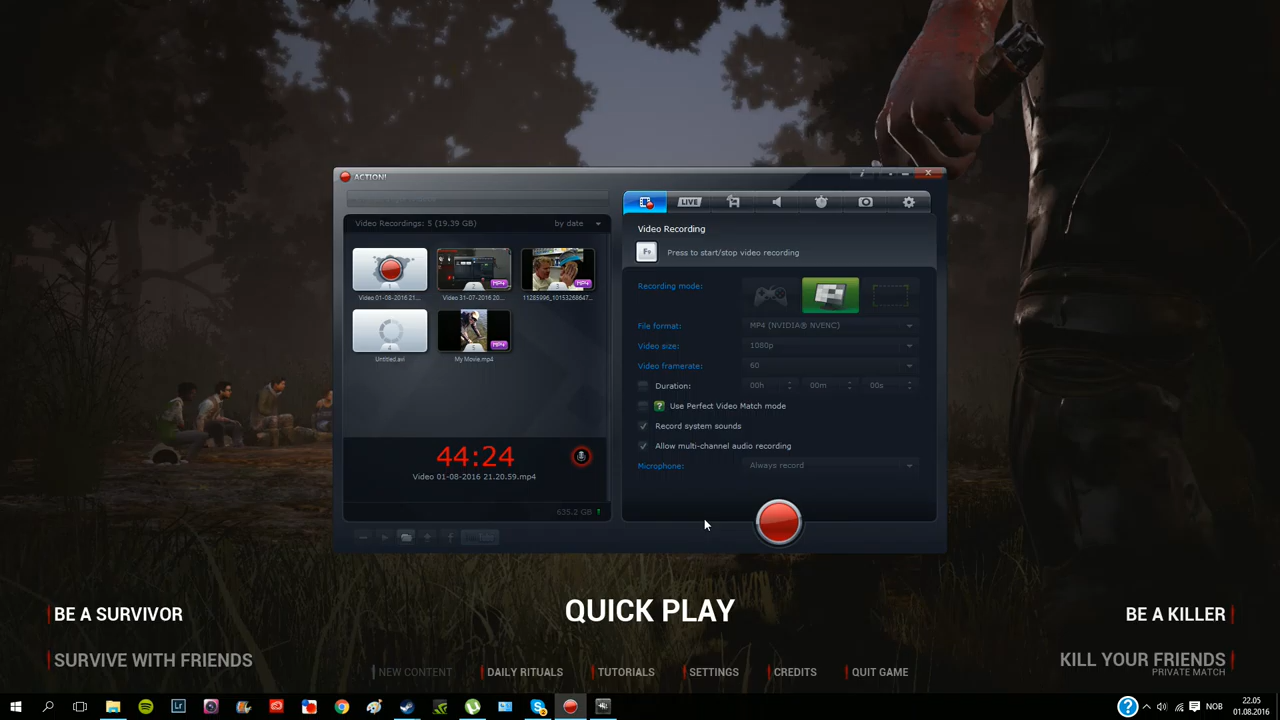 ACTION!
LIVE
Video Recordings: 5 (19.39 GB)
by date
Video 01-08-2016 21...
Video 31-07-2016 20...
MP4
11285996_10153268647...
MP4
Untitled.avi
My Movie.mp4
MP4
44:24
Video 01-08-2016 21.20.59.mp4
635.2 GB
Video Recording
F9
Press to start/stop video recording
Recording mode:
File format:
MP4 (NVIDIA® NVENC)
Video size:
1080p
Video framerate:
60
Duration:
00h
00m
00s
? Use Perfect Video Match mode
Record system sounds
Allow multi-channel audio recording
Microphone:
Always record
BE A SURVIVOR
QUICK PLAY
BE A KILLER
SURVIVE WITH FRIENDS
KILL YOUR FRIENDS
PRIVATE MATCH
NEW CONTENT
DAILY RITUALS
TUTORIALS
SETTINGS
CREDITS
QUIT GAME
Lr
NOB
22.05
01.08.2016